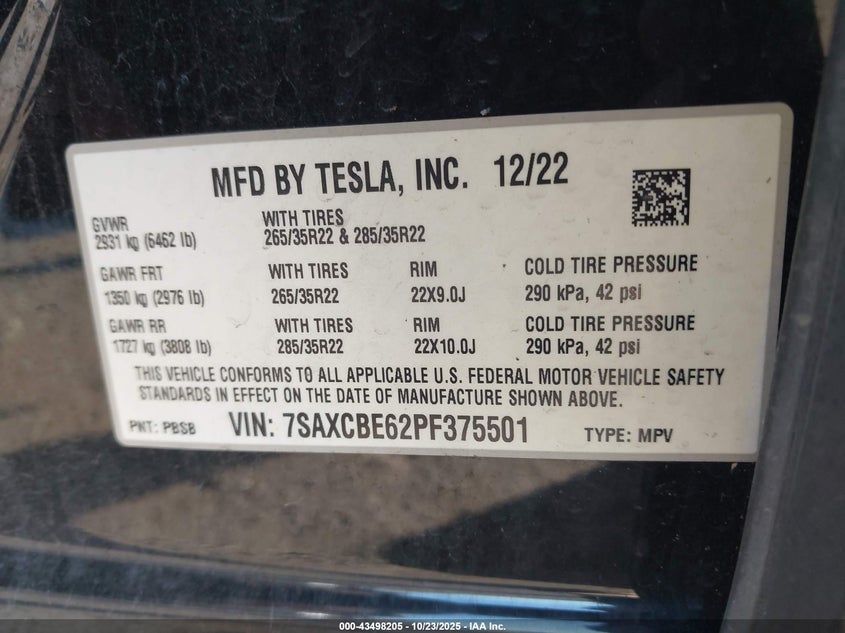 MFD BY TESLA, INC. 12/22
GVWR WITH TIRES
2931 kg (6462 lb) 265/35R22 & 285/35R22
GAWR FRT WITH TIRES RIM COLD TIRE PRESSURE
1350 kg (2976 lb) 265/35R22 22X9.0J 290 kPa, 42 psi
GAWR RR WITH TIRES RIM COLD TIRE PRESSURE
1727 kg (3808 lb) 285/35R22 22X10.0J 290 kPa, 42 psi
THIS VEHICLE CONFORMS TO ALL APPLICABLE U.S. FEDERAL MOTOR VEHICLE SAFETY
STANDARDS IN EFFECT ON THE DATE OF MANUFACTURE SHOWN ABOVE.
PNT: PBSB VIN: 7SAXCBE62PF375501 TYPE: MPV
000-43498205 - 10/23/2025 - IAA Inc.